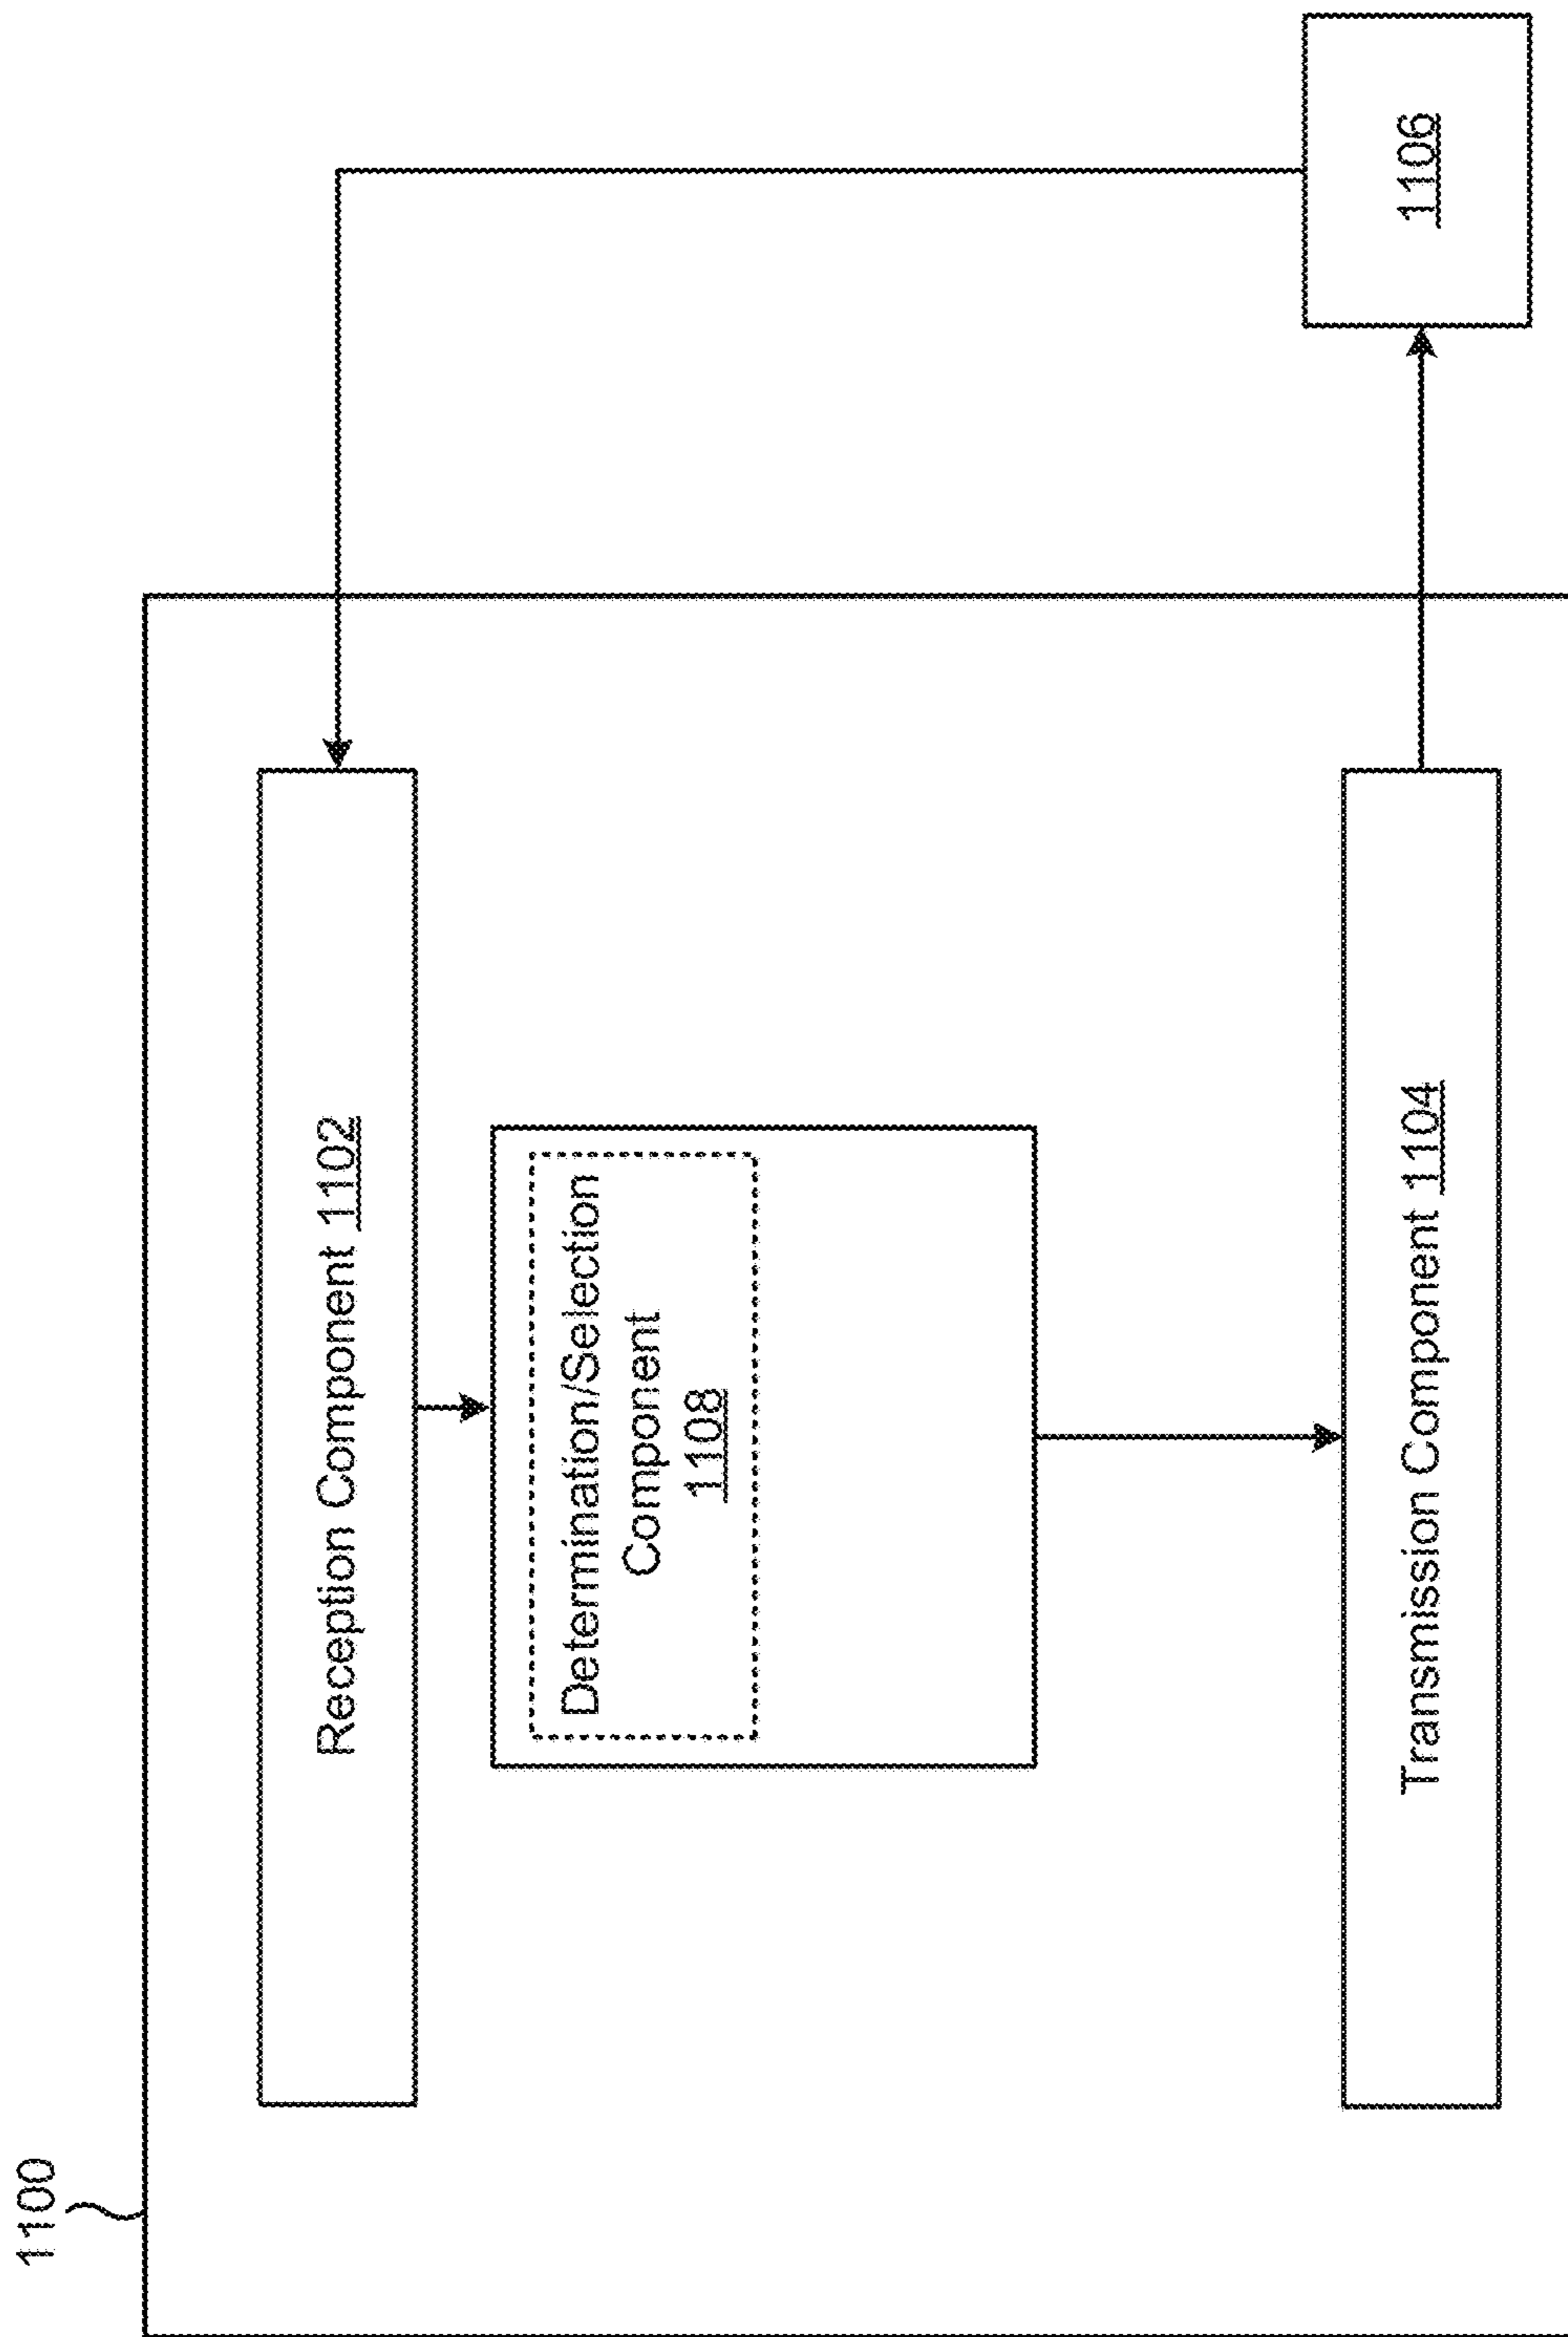 1100
Reception Component 1102
Determination/Selection
Component
1108
Transmission Component 1104
1106